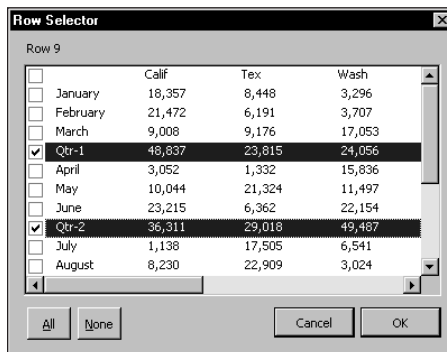 Row Selector
Row 9
Calif Tex Wash
January 18,357 8,448 3,296
February 21,472 6,191 3,707
March 9,008 9,176 17,053
Qtr-1 48,837 23,815 24,056
April 3,052 1,332 15,836
May 10,044 21,324 11,497
June 23,215 6,362 22,154
Qtr-2 36,311 29,018 49,487
July 1,138 17,505 6,541
August 8,230 22,909 3,024
All None Cancel OK